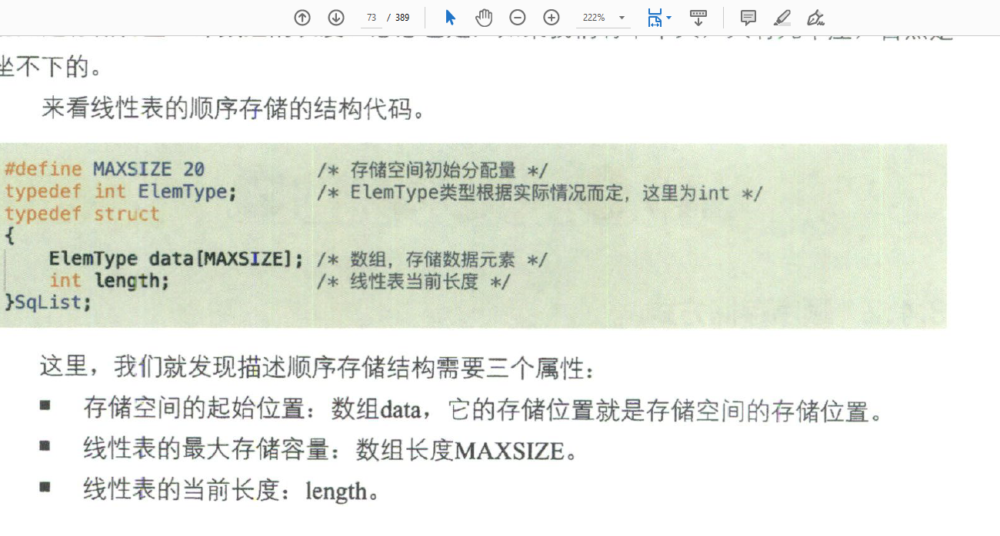 73 / 389
222%
坐不下的。
来看线性表的顺序存储的结构代码。
#define MAXSIZE 20 /* 存储空间初始分配量 */
typedef int ElemType; /* ElemType类型根据实际情况而定，这里为int */
typedef struct
{
ElemType data[MAXSIZE]; /* 数组，存储数据元素 */
int length; /* 线性表当前长度 */
}SqList;
这里，我们就发现描述顺序存储结构需要三个属性：
■ 存储空间的起始位置：数组data，它的存储位置就是存储空间的存储位置。
■ 线性表的最大存储容量：数组长度MAXSIZE。
■ 线性表的当前长度：length。